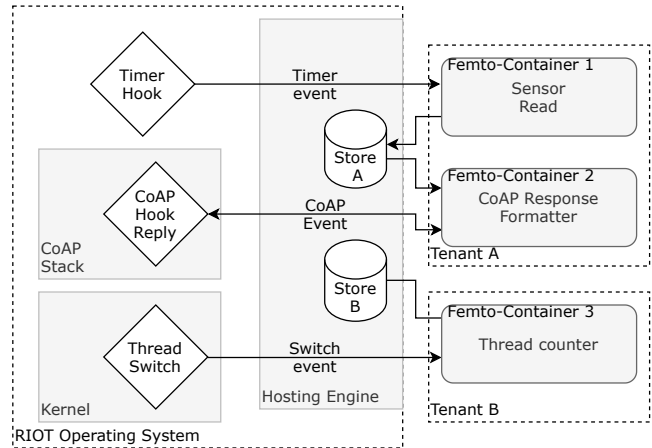 Timer
Hook
Timer
event
Femto-Container 1
Sensor
Read
Store
A
Femto-Container 2
CoAP Response
Formatter
CoAP
Hook
Reply
CoAP
Event
CoAP
Stack
Tenant A
Store
B
Femto-Container 3
Thread counter
Thread
Switch
Switch
event
Kernel
Hosting Engine
Tenant B
RIOT Operating System